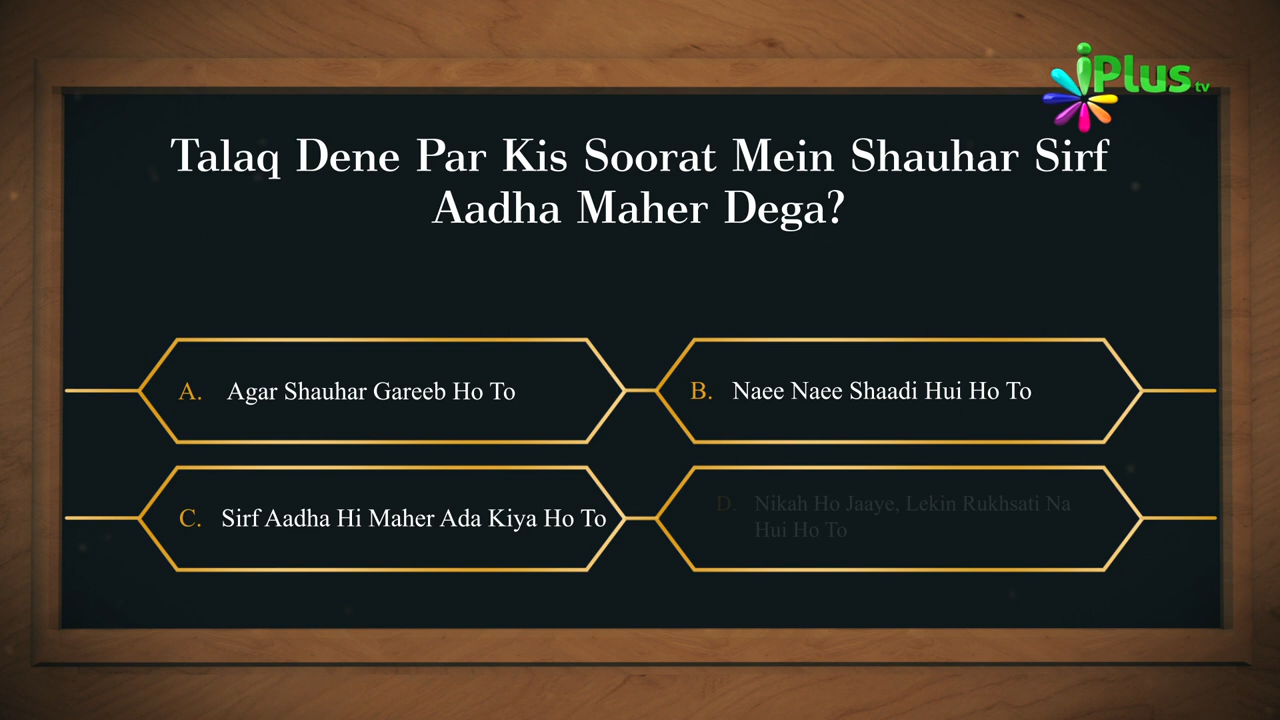 iPlus tv
Talaq Dene Par Kis Soorat Mein Shauhar Sirf
Aadha Maher Dega?
A. Agar Shauhar Gareeb Ho To
B. Naee Naee Shaadi Hui Ho To
C. Sirf Aadha Hi Maher Ada Kiya Ho To
D. Nikah Ho Jaaye, Lekin Rukhsati Na
Hui Ho To